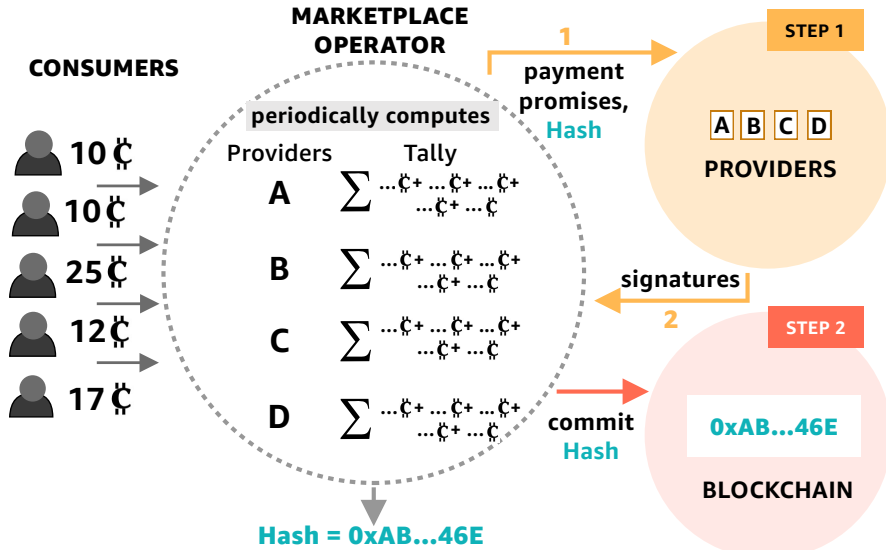 MARKETPLACE
OPERATOR
CONSUMERS
10 ₵
10 ₵
25 ₵
12 ₵
17 ₵
periodically computes
Providers Tally
A ∑ ...₵+ ...₵+ ...₵+
...₵+ ...₵
B ∑ ...₵+ ...₵+ ...₵+
...₵+ ...₵
C ∑ ...₵+ ...₵+ ...₵+
...₵+ ...₵
D ∑ ...₵+ ...₵+ ...₵+
...₵+ ...₵
Hash = 0xAB...46E
1
payment
promises,
Hash
STEP 1
A B C D
PROVIDERS
signatures
2
commit
Hash
STEP 2
0xAB...46E
BLOCKCHAIN